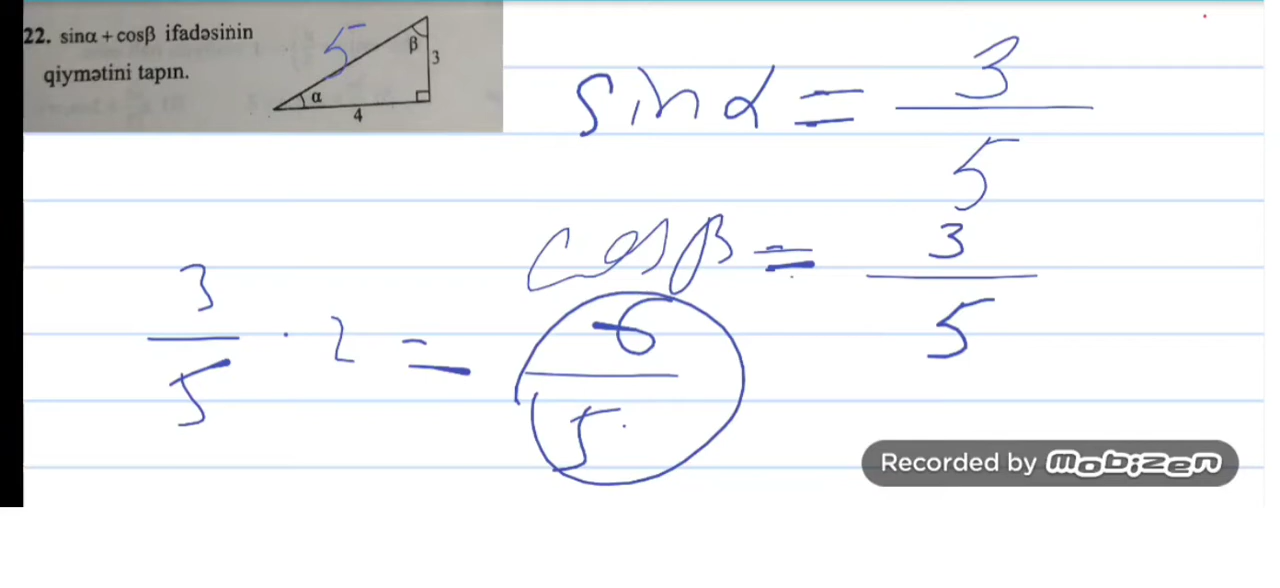 22. sinα + cosβ ifadəsinin
qiymətini tapın.
5
β
3
α
4
sinα = 3/5
cosβ = 3/5
3/5 · 2 = 6/5
Recorded by Mobizen